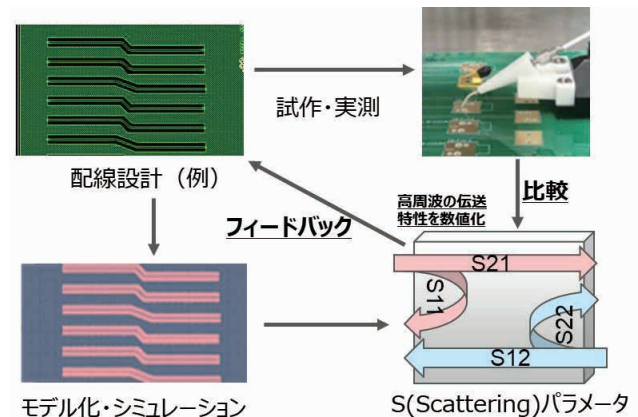 試作・実測
配線設計（例）
フィードバック
高周波の伝送
特性を数値化
比較
S21
S11
S22
S12
モデル化・シミュレーション
S(Scattering)パラメータ